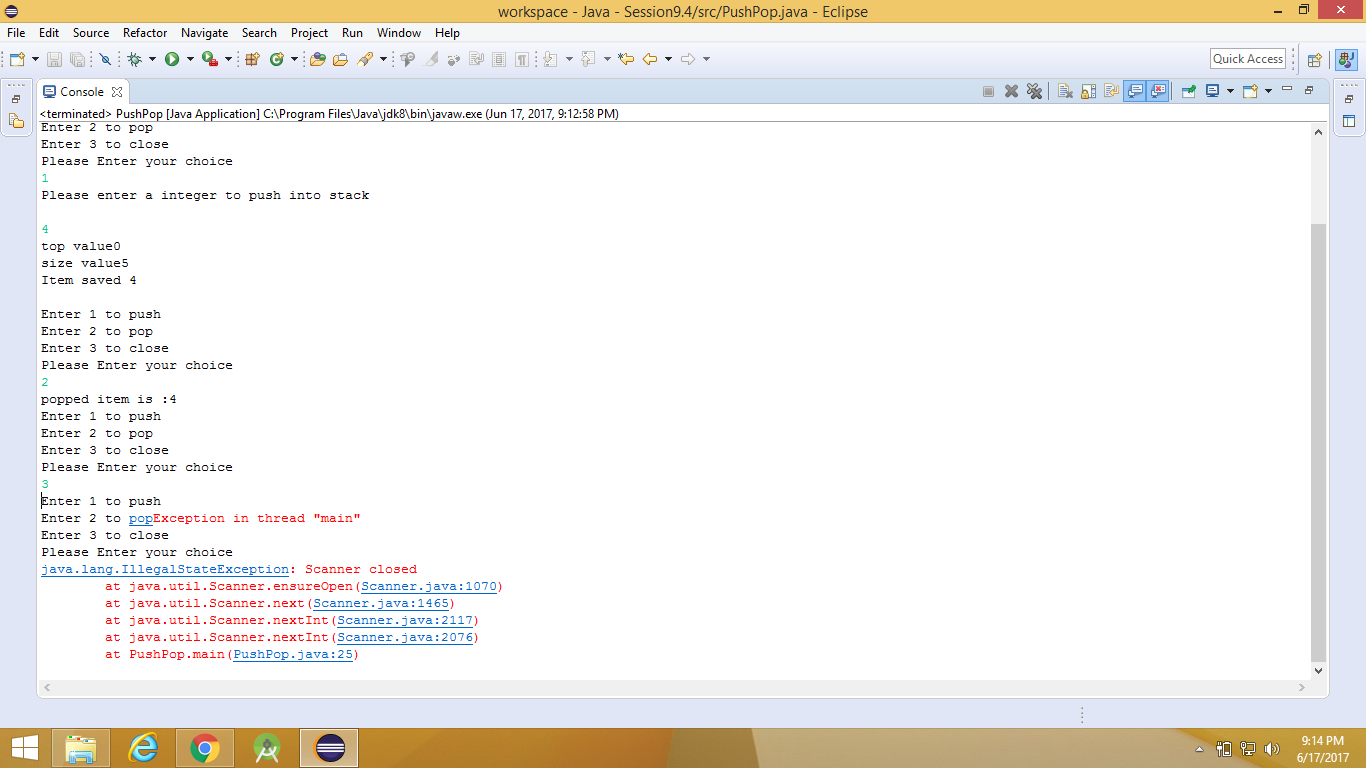 workspace - Java - Session9.4/src/PushPop.java - Eclipse
File Edit Source Refactor Navigate Search Project Run Window Help
Quick Access
Console
<terminated> PushPop [Java Application] C:\Program Files\Java\jdk8\bin\javaw.exe (Jun 17, 2017, 9:12:58 PM)
Enter 2 to pop
Enter 3 to close
Please Enter your choice
1
Please enter a integer to push into stack
4
top value0
size value5
Item saved 4
Enter 1 to push
Enter 2 to pop
Enter 3 to close
Please Enter your choice
2
popped item is :4
Enter 1 to push
Enter 2 to pop
Enter 3 to close
Please Enter your choice
3
Enter 1 to push
Enter 2 to popException in thread "main"
Enter 3 to close
Please Enter your choice
java.lang.IllegalStateException: Scanner closed
at java.util.Scanner.ensureOpen(Scanner.java:1070)
at java.util.Scanner.next(Scanner.java:1465)
at java.util.Scanner.nextInt(Scanner.java:2117)
at java.util.Scanner.nextInt(Scanner.java:2076)
at PushPop.main(PushPop.java:25)
9:14 PM
6/17/2017